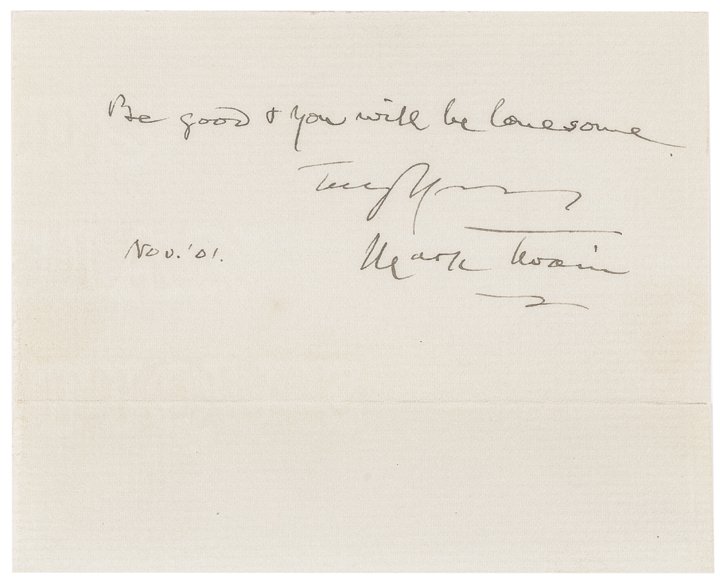 Be good & you will be lonesome.
Truly Yours
Nov. '01.
Mark Twain